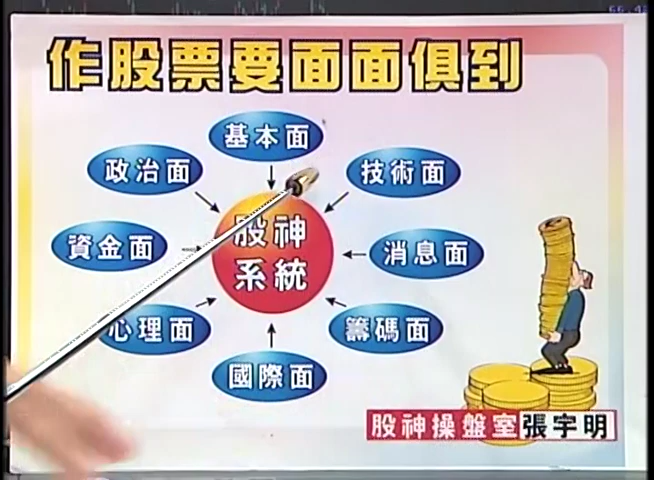 作股票要面面俱到
基本面
政治面
技術面
股神
系統
資金面
消息面
心理面
籌碼面
國際面
股神操盤室張宇明